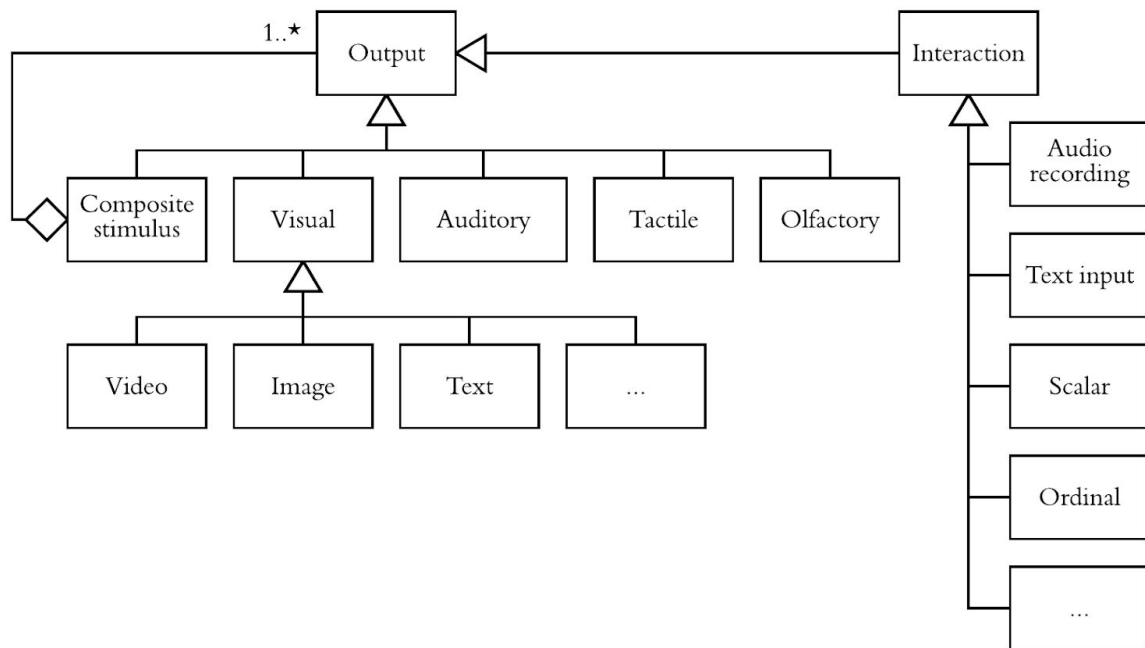 1..★
Output
Interaction
Audio
recording
Composite
stimulus
Visual
Auditory
Tactile
Olfactory
Text input
Video
Image
Text
...
Scalar
Ordinal
...